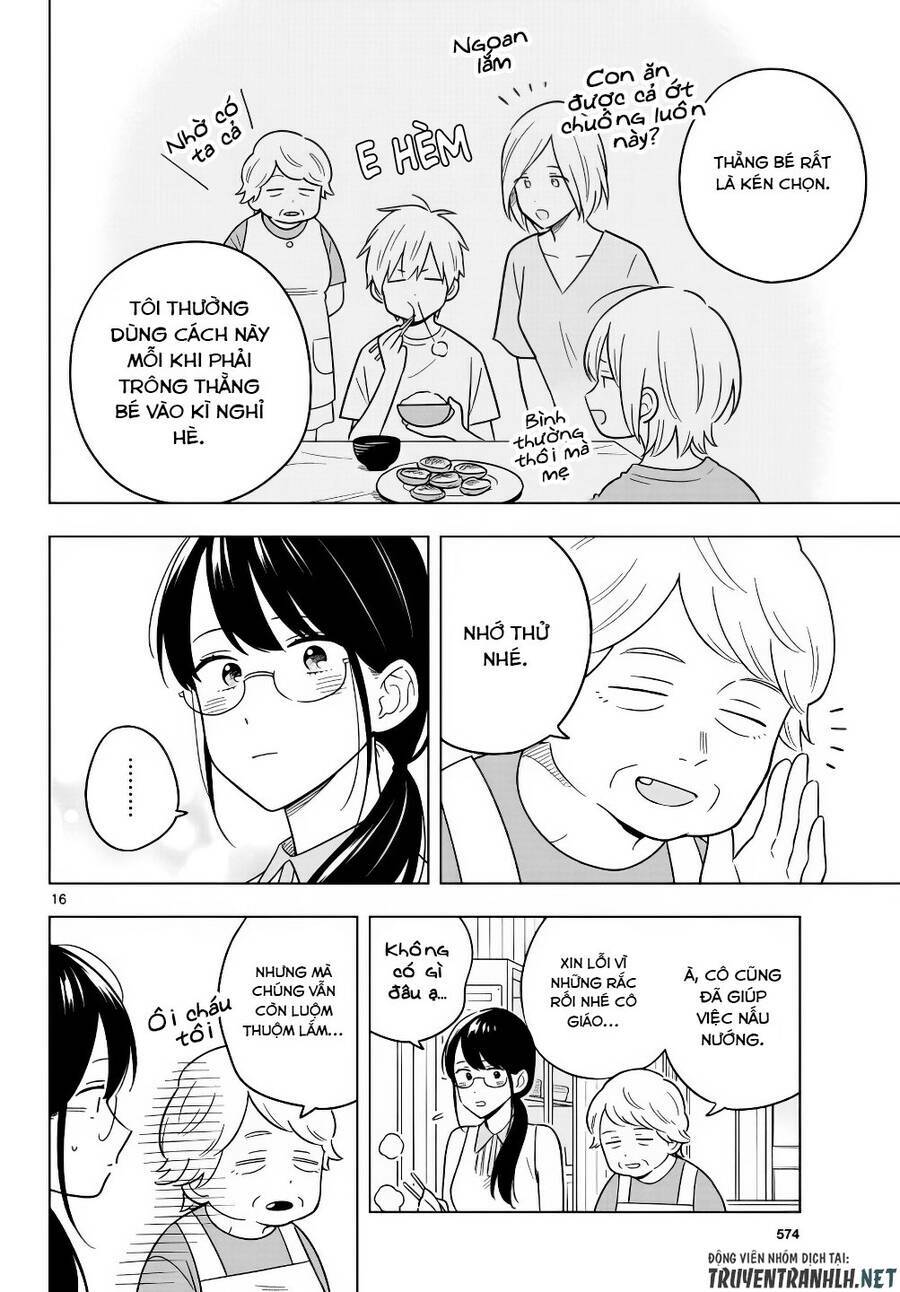 THẰNG BÉ RẤT
LÀ KÉN CHỌN.
Con ăn
được cả ớt
chuông luôn
này?
Ngoan
lắm
E HÈM
Nhờ có
ta cả
TÔI THƯỜNG
DÙNG CÁCH NÀY
MỖI KHI PHẢI
TRÔNG THẰNG
BÉ VÀO KÌ NGHỈ
HÈ.
Bình
thường
thôi mà
mẹ
NHỚ THỬ
NHÉ.
........
16
À, CÔ CŨNG
ĐÃ GIÚP
VIỆC NẤU
NƯỚNG.
XIN LỖI VÌ
NHỮNG RẮC
RỐI NHÉ CÔ
GIÁO...
Không
có gì
đâu ạ...
NHƯNG MÀ
CHÚNG VẪN
CÒN LUỘM
THUỘM LẮM...
Ôi cháu
tôi
574
ĐỘNG VIÊN NHÓM DỊCH TẠI:
TRUYENTRANHLH.NET